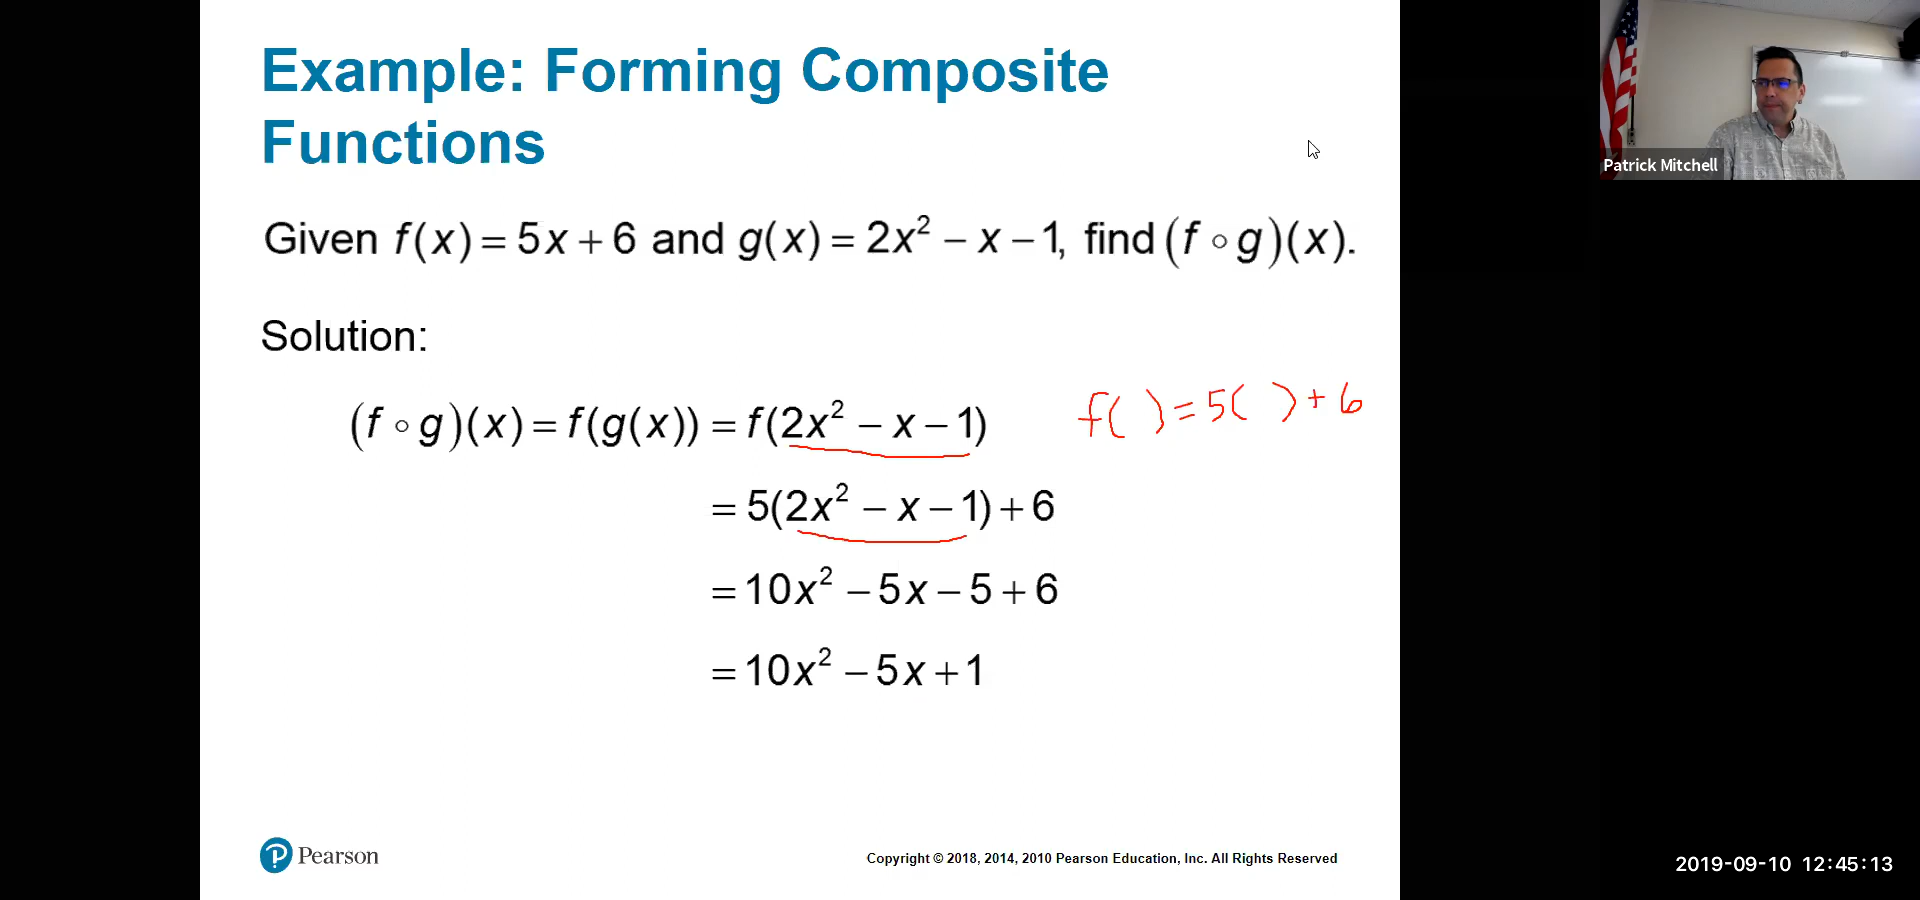 Example: Forming Composite
Functions
Given f(x) = 5x + 6 and g(x) = 2x² − x − 1, find (f ∘ g)(x).
Solution:
(f ∘ g)(x) = f(g(x)) = f(2x² − x − 1)
f( ) = 5( ) + 6
= 5(2x² − x − 1) + 6
= 10x² − 5x − 5 + 6
= 10x² − 5x + 1
Pearson
Copyright © 2018, 2014, 2010 Pearson Education, Inc. All Rights Reserved
Patrick Mitchell
2019-09-10 12:45:13